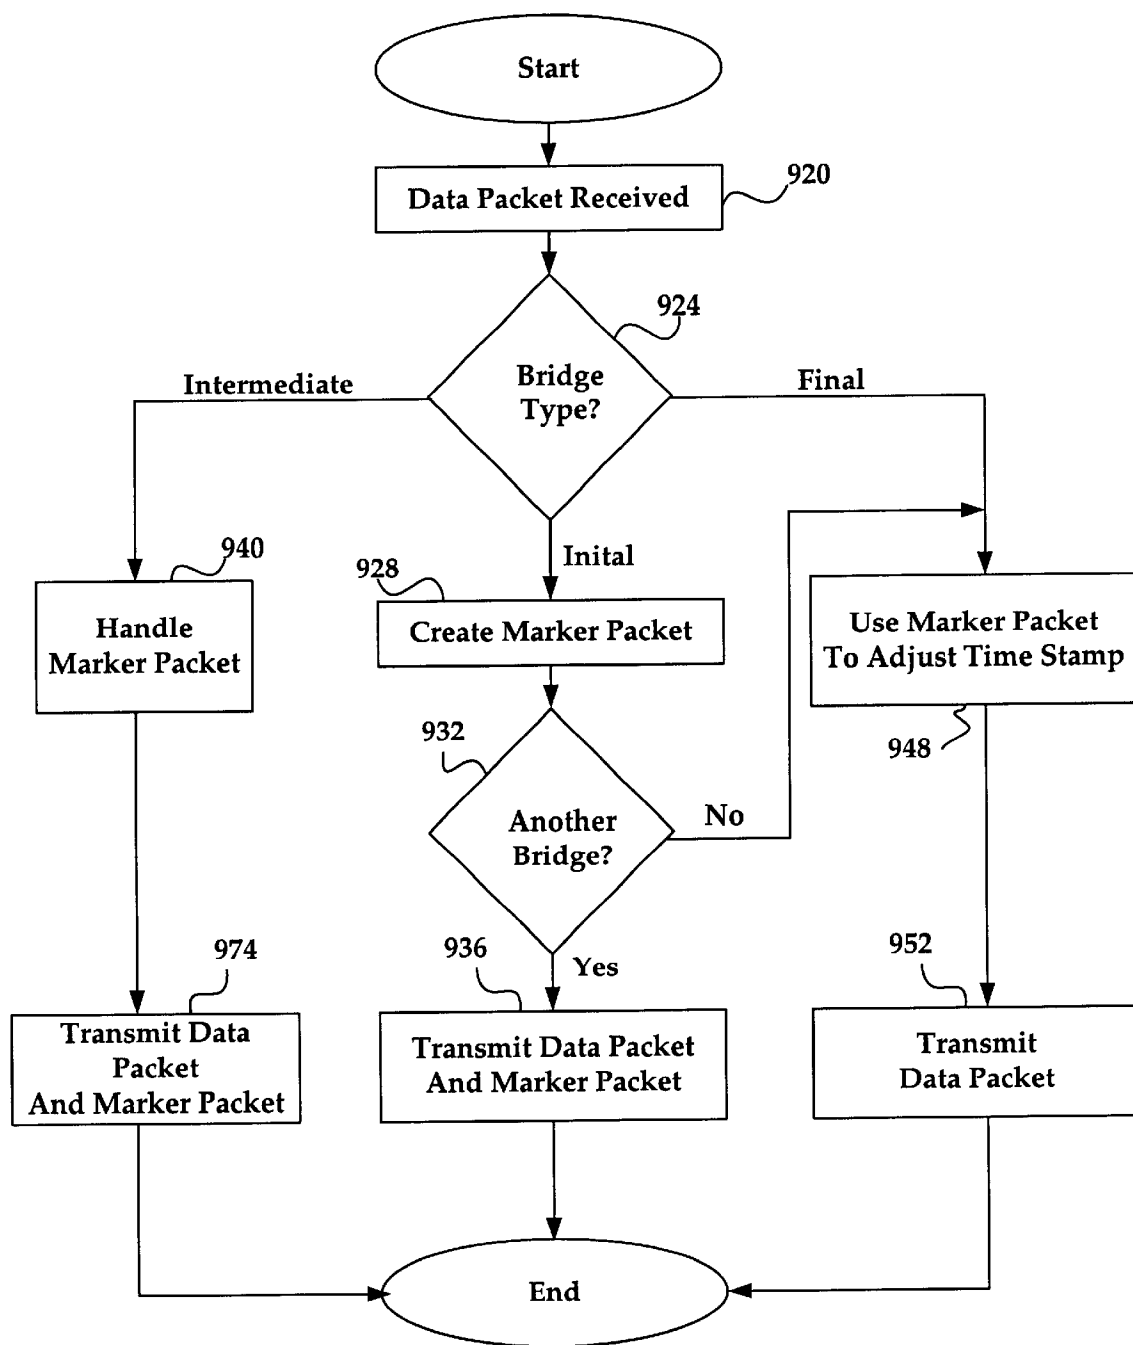 Start
920
Data Packet Received
924
Bridge
Type?
Intermediate
Final
Inital
940
Handle
Marker Packet
928
Create Marker Packet
Use Marker Packet
To Adjust Time Stamp
948
932
Another
Bridge?
No
Yes
974
Transmit Data
Packet
And Marker Packet
936
Transmit Data Packet
And Marker Packet
952
Transmit
Data Packet
End